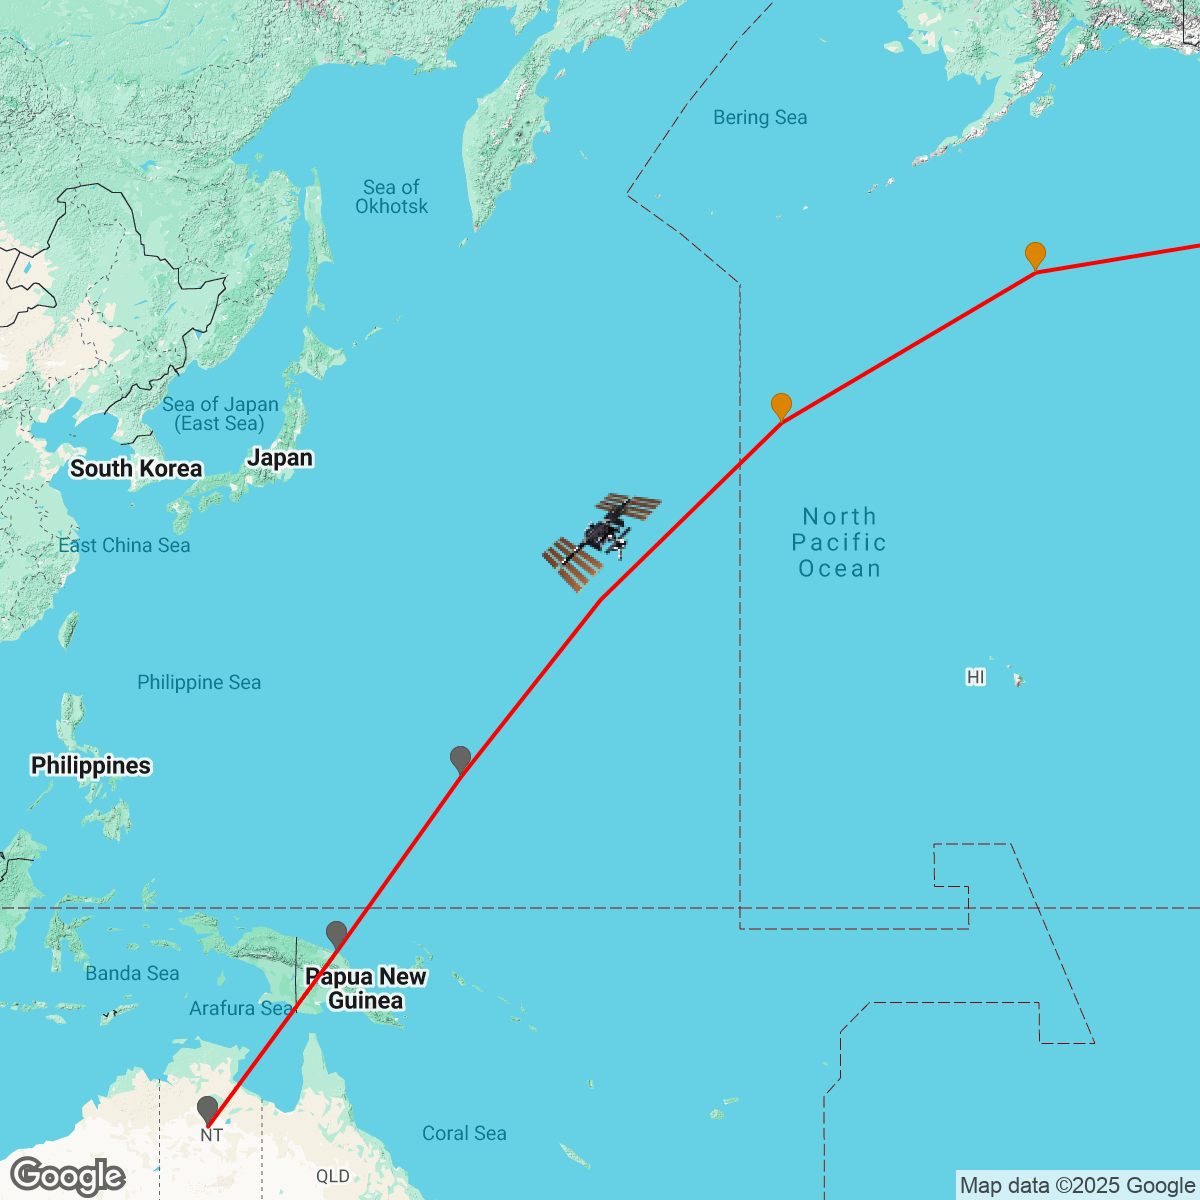 Bering Sea
Sea of
Okhotsk
Sea of Japan
(East Sea)
South Korea
Japan
North
Pacific
Ocean
East China Sea
HI
Philippine Sea
Philippines
Banda Sea
Papua New
Guinea
Arafura Sea
NT
Coral Sea
QLD
Google
Map data ©2025 Google